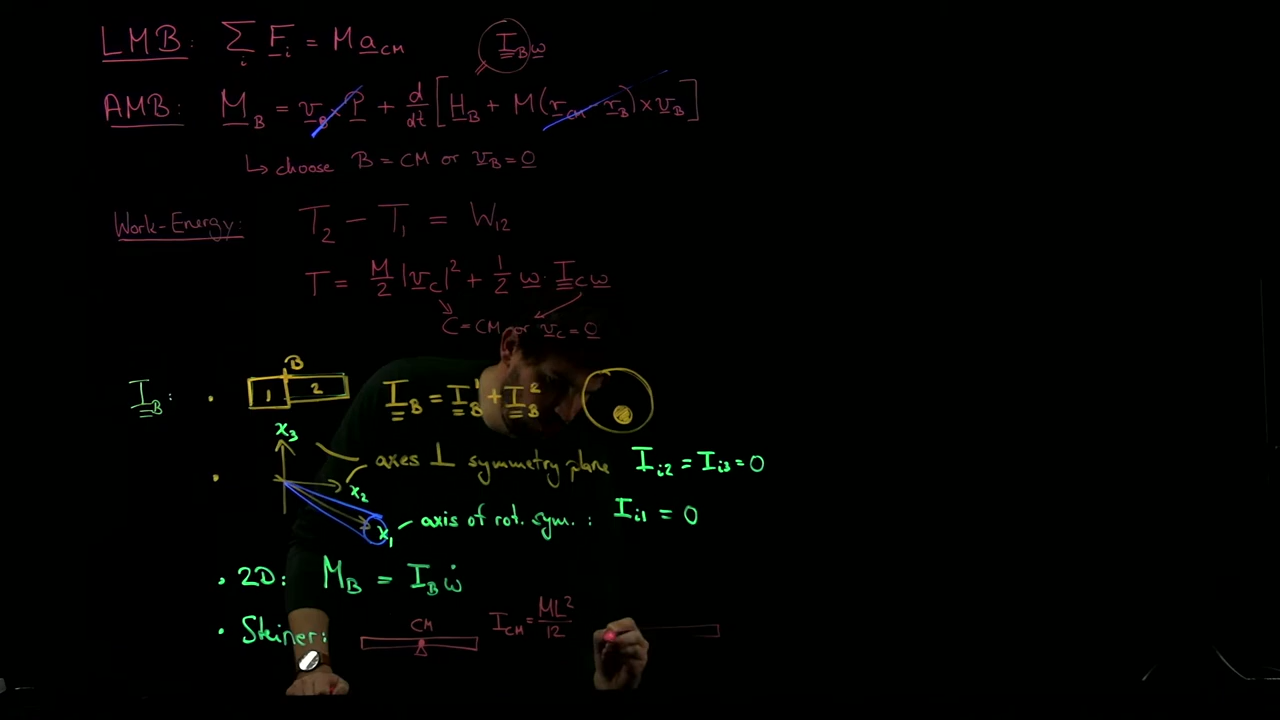 LMB: ∑_i F_i = M a_CM
I_B ω
AMB: M_B = v_B × P + d/dt [H_B + M(r_CM - r_B) × v_B]
↳ choose B = CM or v_B = 0
Work-Energy: T_2 - T_1 = W_12
T = M/2 |v_C|² + 1/2 ω · I_C ω
C = CM or v_C = 0
I_B: · B 1 2 I_B = I_B^1 + I_B^2
x_3
· axes ⊥ symmetry plane I_i2 = I_i3 = 0
x_2
x_1 axis of rot. sym.: I_i1 = 0
· 2D: M_B = I_B ω̇
· Steiner: CM I_CM = ML²/12